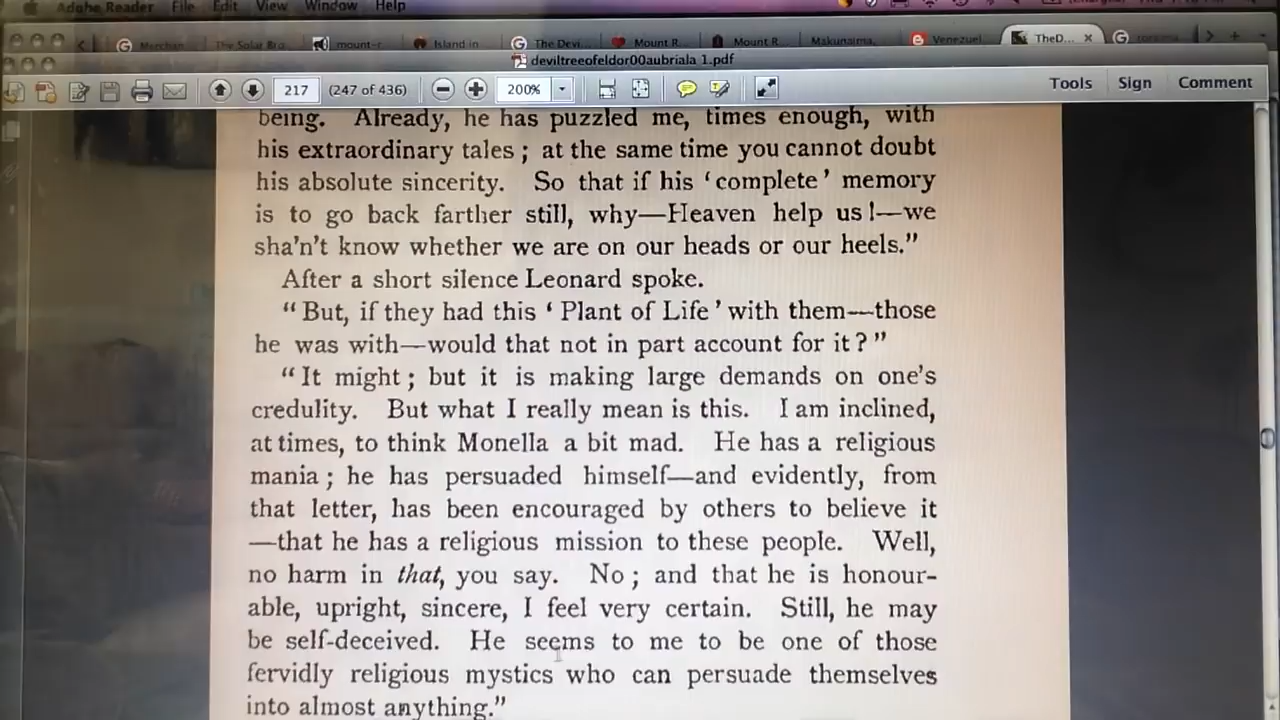 Adobe Reader File Edit View Window Help
Island in
The Devi...
Mount R...
Mount R...
Makunaima,
Venezuel
TheD...
deviltreeofeldor00aubriala 1.pdf
217 (247 of 436) 200% Tools Sign Comment
being. Already, he has puzzled me, times enough, with
his extraordinary tales ; at the same time you cannot doubt
his absolute sincerity. So that if his ‘complete’ memory
is to go back farther still, why—Heaven help us !—we
sha’n’t know whether we are on our heads or our heels.”
After a short silence Leonard spoke.
“But, if they had this ‘Plant of Life’ with them—those
he was with—would that not in part account for it?”
“It might ; but it is making large demands on one’s
credulity. But what I really mean is this. I am inclined,
at times, to think Monella a bit mad. He has a religious
mania ; he has persuaded himself—and evidently, from
that letter, has been encouraged by others to believe it
—that he has a religious mission to these people. Well,
no harm in that, you say. No ; and that he is honour-
able, upright, sincere, I feel very certain. Still, he may
be self-deceived. He seems to me to be one of those
fervidly religious mystics who can persuade themselves
into almost anything.”